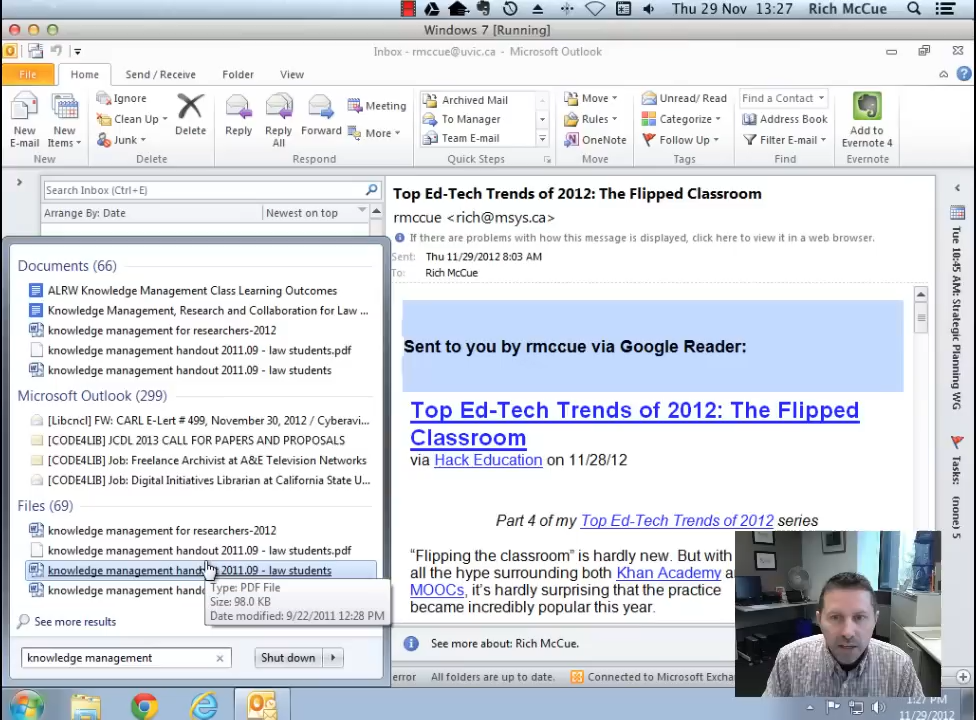 Thu 29 Nov 13:27 Rich McCue
Windows 7 [Running]
Inbox - rmccue@uvic.ca - Microsoft Outlook
File Home Send / Receive Folder View
New E-mail
New Items
New
Ignore
Clean Up
Junk
Delete
Delete
Reply
Reply All
Forward
Meeting
More
Respond
Archived Mail
To Manager
Team E-mail
Quick Steps
Move
Rules
OneNote
Move
Unread/ Read
Categorize
Follow Up
Tags
Find a Contact
Address Book
Filter E-mail
Find
Add to Evernote 4
Evernote
Search Inbox (Ctrl+E)
Arrange By: Date Newest on top
Documents (66)
ALRW Knowledge Management Class Learning Outcomes
Knowledge Management, Research and Collaboration for Law ...
knowledge management for researchers-2012
knowledge management handout 2011.09 - law students.pdf
knowledge management handout 2011.09 - law students
Microsoft Outlook (299)
[Libcncl] FW: CARL E-Lert # 499, November 30, 2012 / Cyberavi...
[CODE4LIB] JCDL 2013 CALL FOR PAPERS AND PROPOSALS
[CODE4LIB] Job: Freelance Archivist at A&E Television Networks
[CODE4LIB] Job: Digital Initiatives Librarian at California State U...
Files (69)
knowledge management for researchers-2012
knowledge management handout 2011.09 - law students.pdf
knowledge management handout 2011.09 - law students
knowledge management hando
Type: PDF File
Size: 98.0 KB
Date modified: 9/22/2011 12:28 PM
See more results
knowledge management
Shut down
Top Ed-Tech Trends of 2012: The Flipped Classroom
rmccue <rich@msys.ca>
If there are problems with how this message is displayed, click here to view it in a web browser.
Sent: Thu 11/29/2012 8:03 AM
To: Rich McCue
Sent to you by rmccue via Google Reader:
Top Ed-Tech Trends of 2012: The Flipped
Classroom
via Hack Education on 11/28/12
Part 4 of my Top Ed-Tech Trends of 2012 series
“Flipping the classroom” is hardly new. But with
all the hype surrounding both Khan Academy a
MOOCs, it’s hardly surprising that the practice
became incredibly popular this year.
See more about: Rich McCue.
error All folders are up to date. Connected to Microsoft Excha
Tue 10:45 AM: Strategic Planning WG
Tasks: (none) 5
1:27 PM
11/29/2012